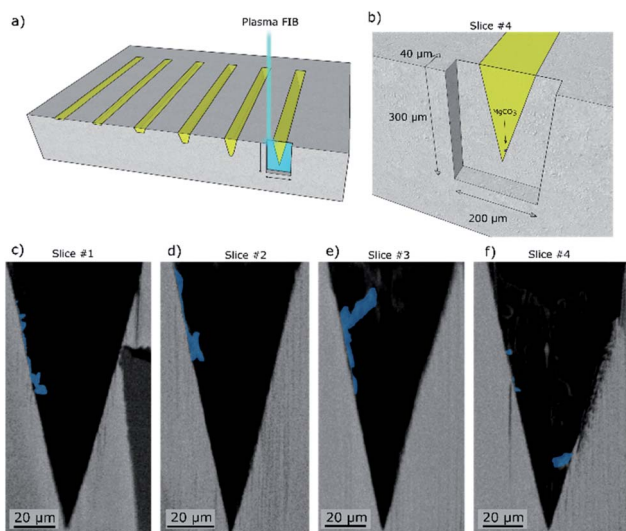 a)
Plasma FIB
b)
Slice #4
40 µm
300 µm
MgCO3
200 µm
c)
Slice #1
d)
Slice #2
e)
Slice #3
f)
Slice #4
20 µm
20 µm
20 µm
20 µm